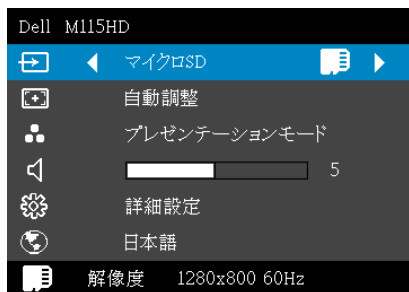 Dell M115HD
マイクロSD
自動調整
プレゼンテーションモード
5
詳細設定
日本語
解像度 1280x800 60Hz